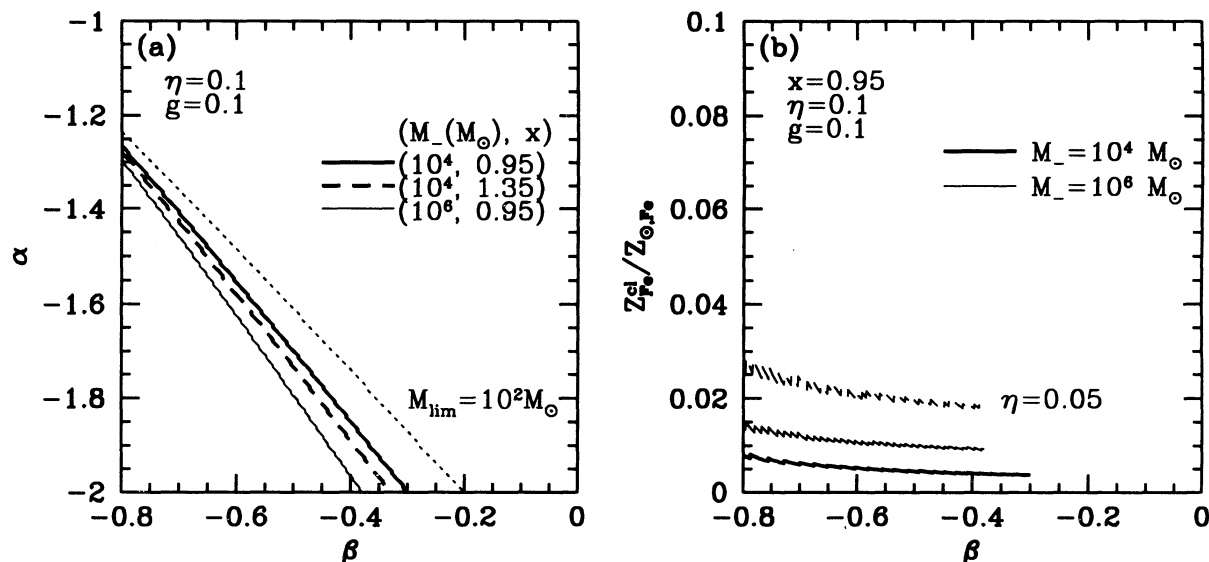 (a)
η=0.1
g=0.1
(M_(M⊙), x)
(10⁴, 0.95)
(10⁴, 1.35)
(10⁶, 0.95)
Mlim=10²M⊙
-1
-1.2
-1.4
-1.6
-1.8
-2
α
-0.8 -0.6 -0.4 -0.2 0
β
(b)
x=0.95
η=0.1
g=0.1
M_=10⁴ M⊙
M_=10⁶ M⊙
η=0.05
0.1
0.08
0.06
0.04
0.02
0
Z^cl_Fe/Z⊙,Fe
-0.8 -0.6 -0.4 -0.2 0
β